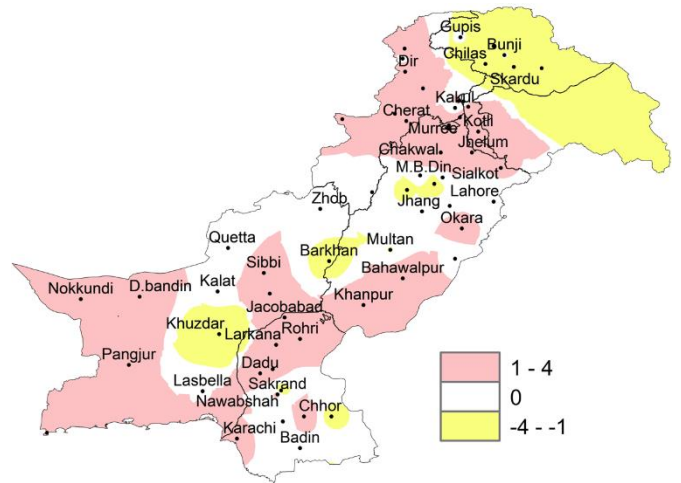 Gupis
Bunji
Chilas
Skardu
Dir
Kakul
Cherat
Murree
Kotli
Chakwal
Jhelum
M.B.Din
Sialkot
Zhob
Jhang
Lahore
Okara
Quetta
Multan
Barkhan
Sibbi
Bahawalpur
Kalat
Nokkundi
D.bandin
Khanpur
Jacobabad
Khuzdar
Larkana
Rohri
Pangjur
Dadu
Lasbella
Sakrand
Nawabshah
Chhor
Karachi
Badin
1 - 4
0
-4 - -1